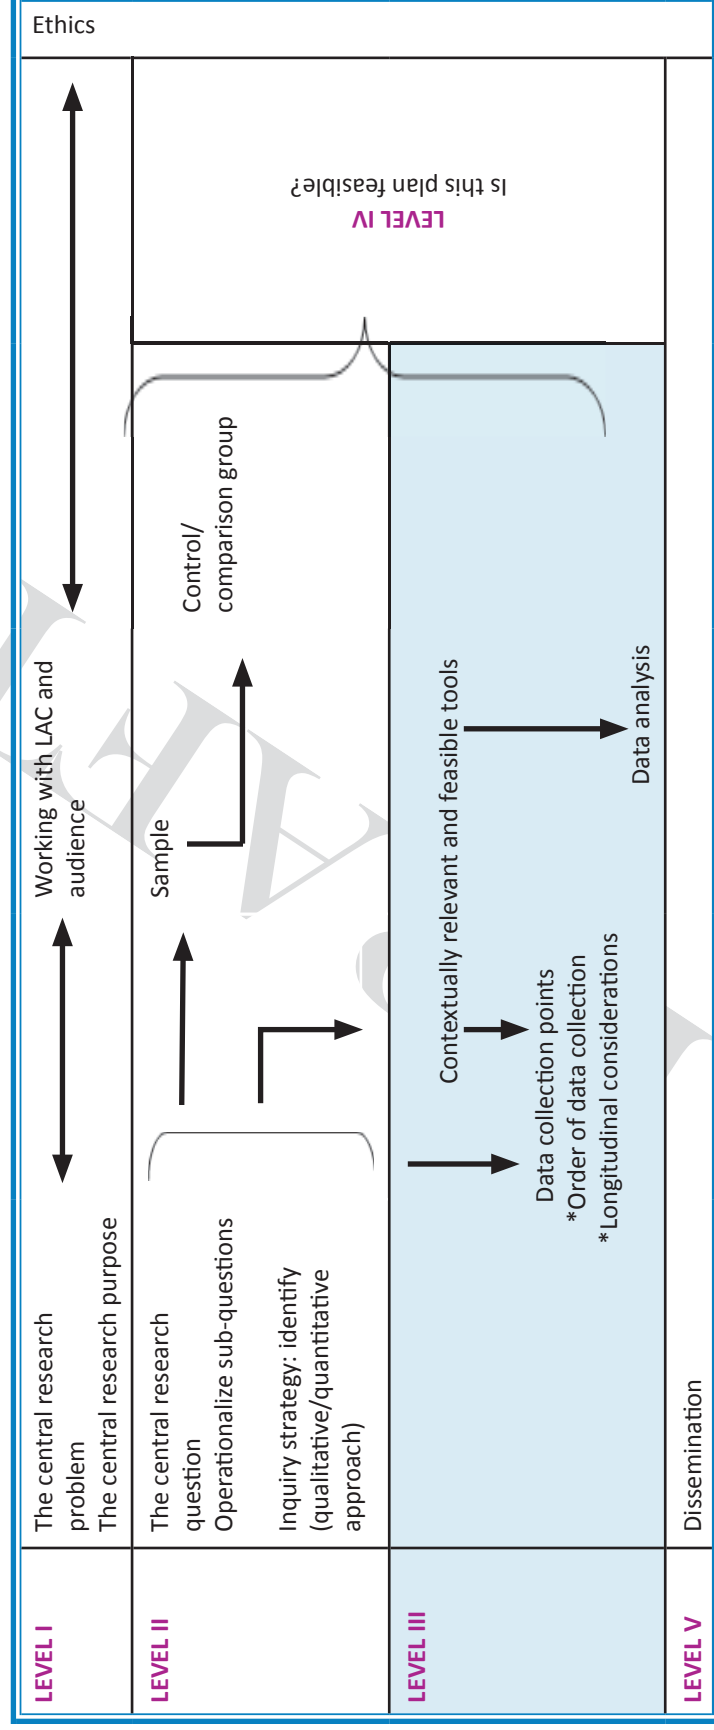 LEVEL I
The central research
problem
The central research purpose
Working with LAC and
audience
Ethics
LEVEL II
The central research
question
Operationalize sub-questions
Inquiry strategy: identify
(qualitative/quantitative
approach)
Sample
Control/
comparison group
LEVEL III
Contextually relevant and feasible tools
Data collection points
*Order of data collection
*Longitudinal considerations
Data analysis
LEVEL IV
Is this plan feasible?
LEVEL V
Dissemination